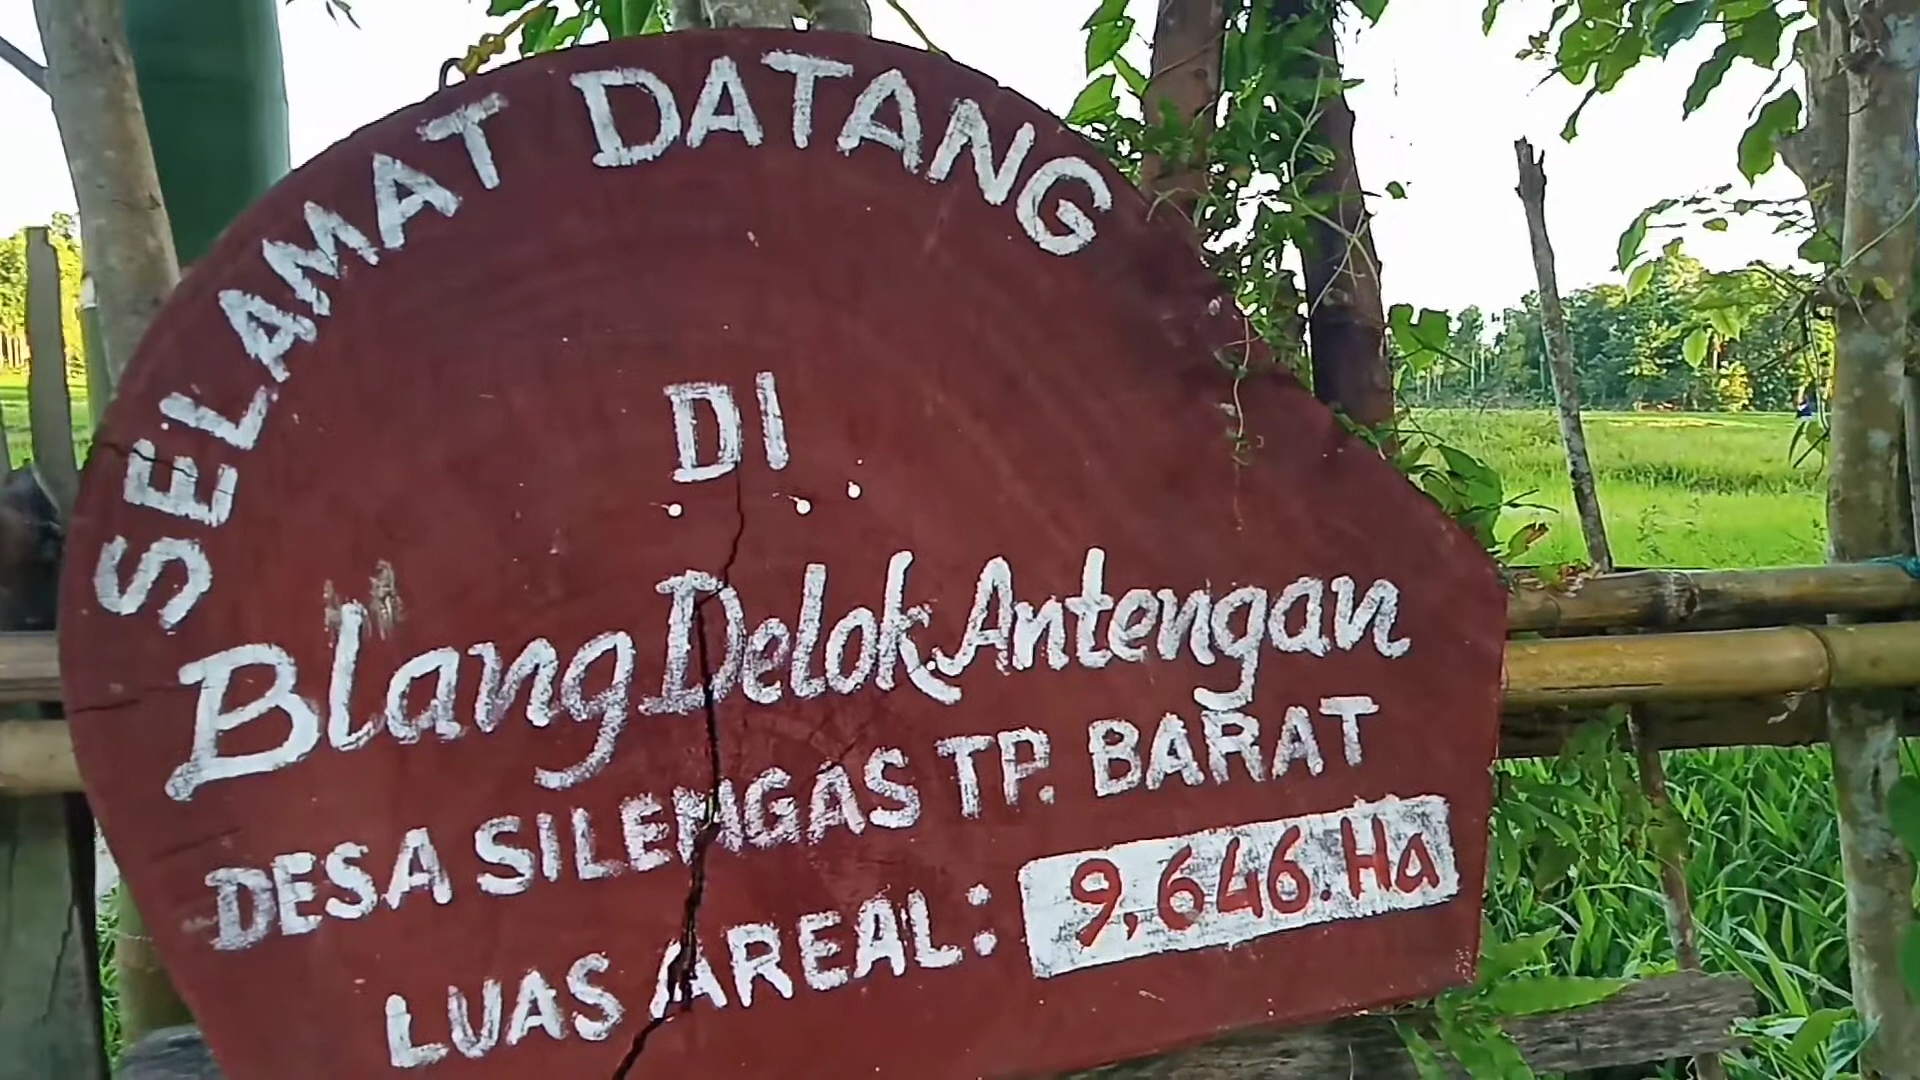 SELAMAT DATANG
DI
Blang Delok Antengan
DESA SILENGAS TP. BARAT
LUAS AREAL: 9,646.Ha